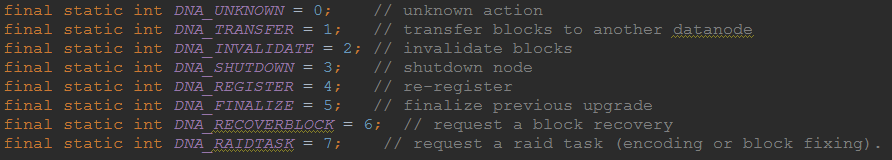 final static int DNA_UNKNOWN = 0;    // unknown action
final static int DNA_TRANSFER = 1;   // transfer blocks to another datanode
final static int DNA_INVALIDATE = 2; // invalidate blocks
final static int DNA_SHUTDOWN = 3;   // shutdown node
final static int DNA_REGISTER = 4;   // re-register
final static int DNA_FINALIZE = 5;   // finalize previous upgrade
final static int DNA_RECOVERBLOCK = 6;  // request a block recovery
final static int DNA_RAIDTASK = 7;    // request a raid task (encoding or block fixing).